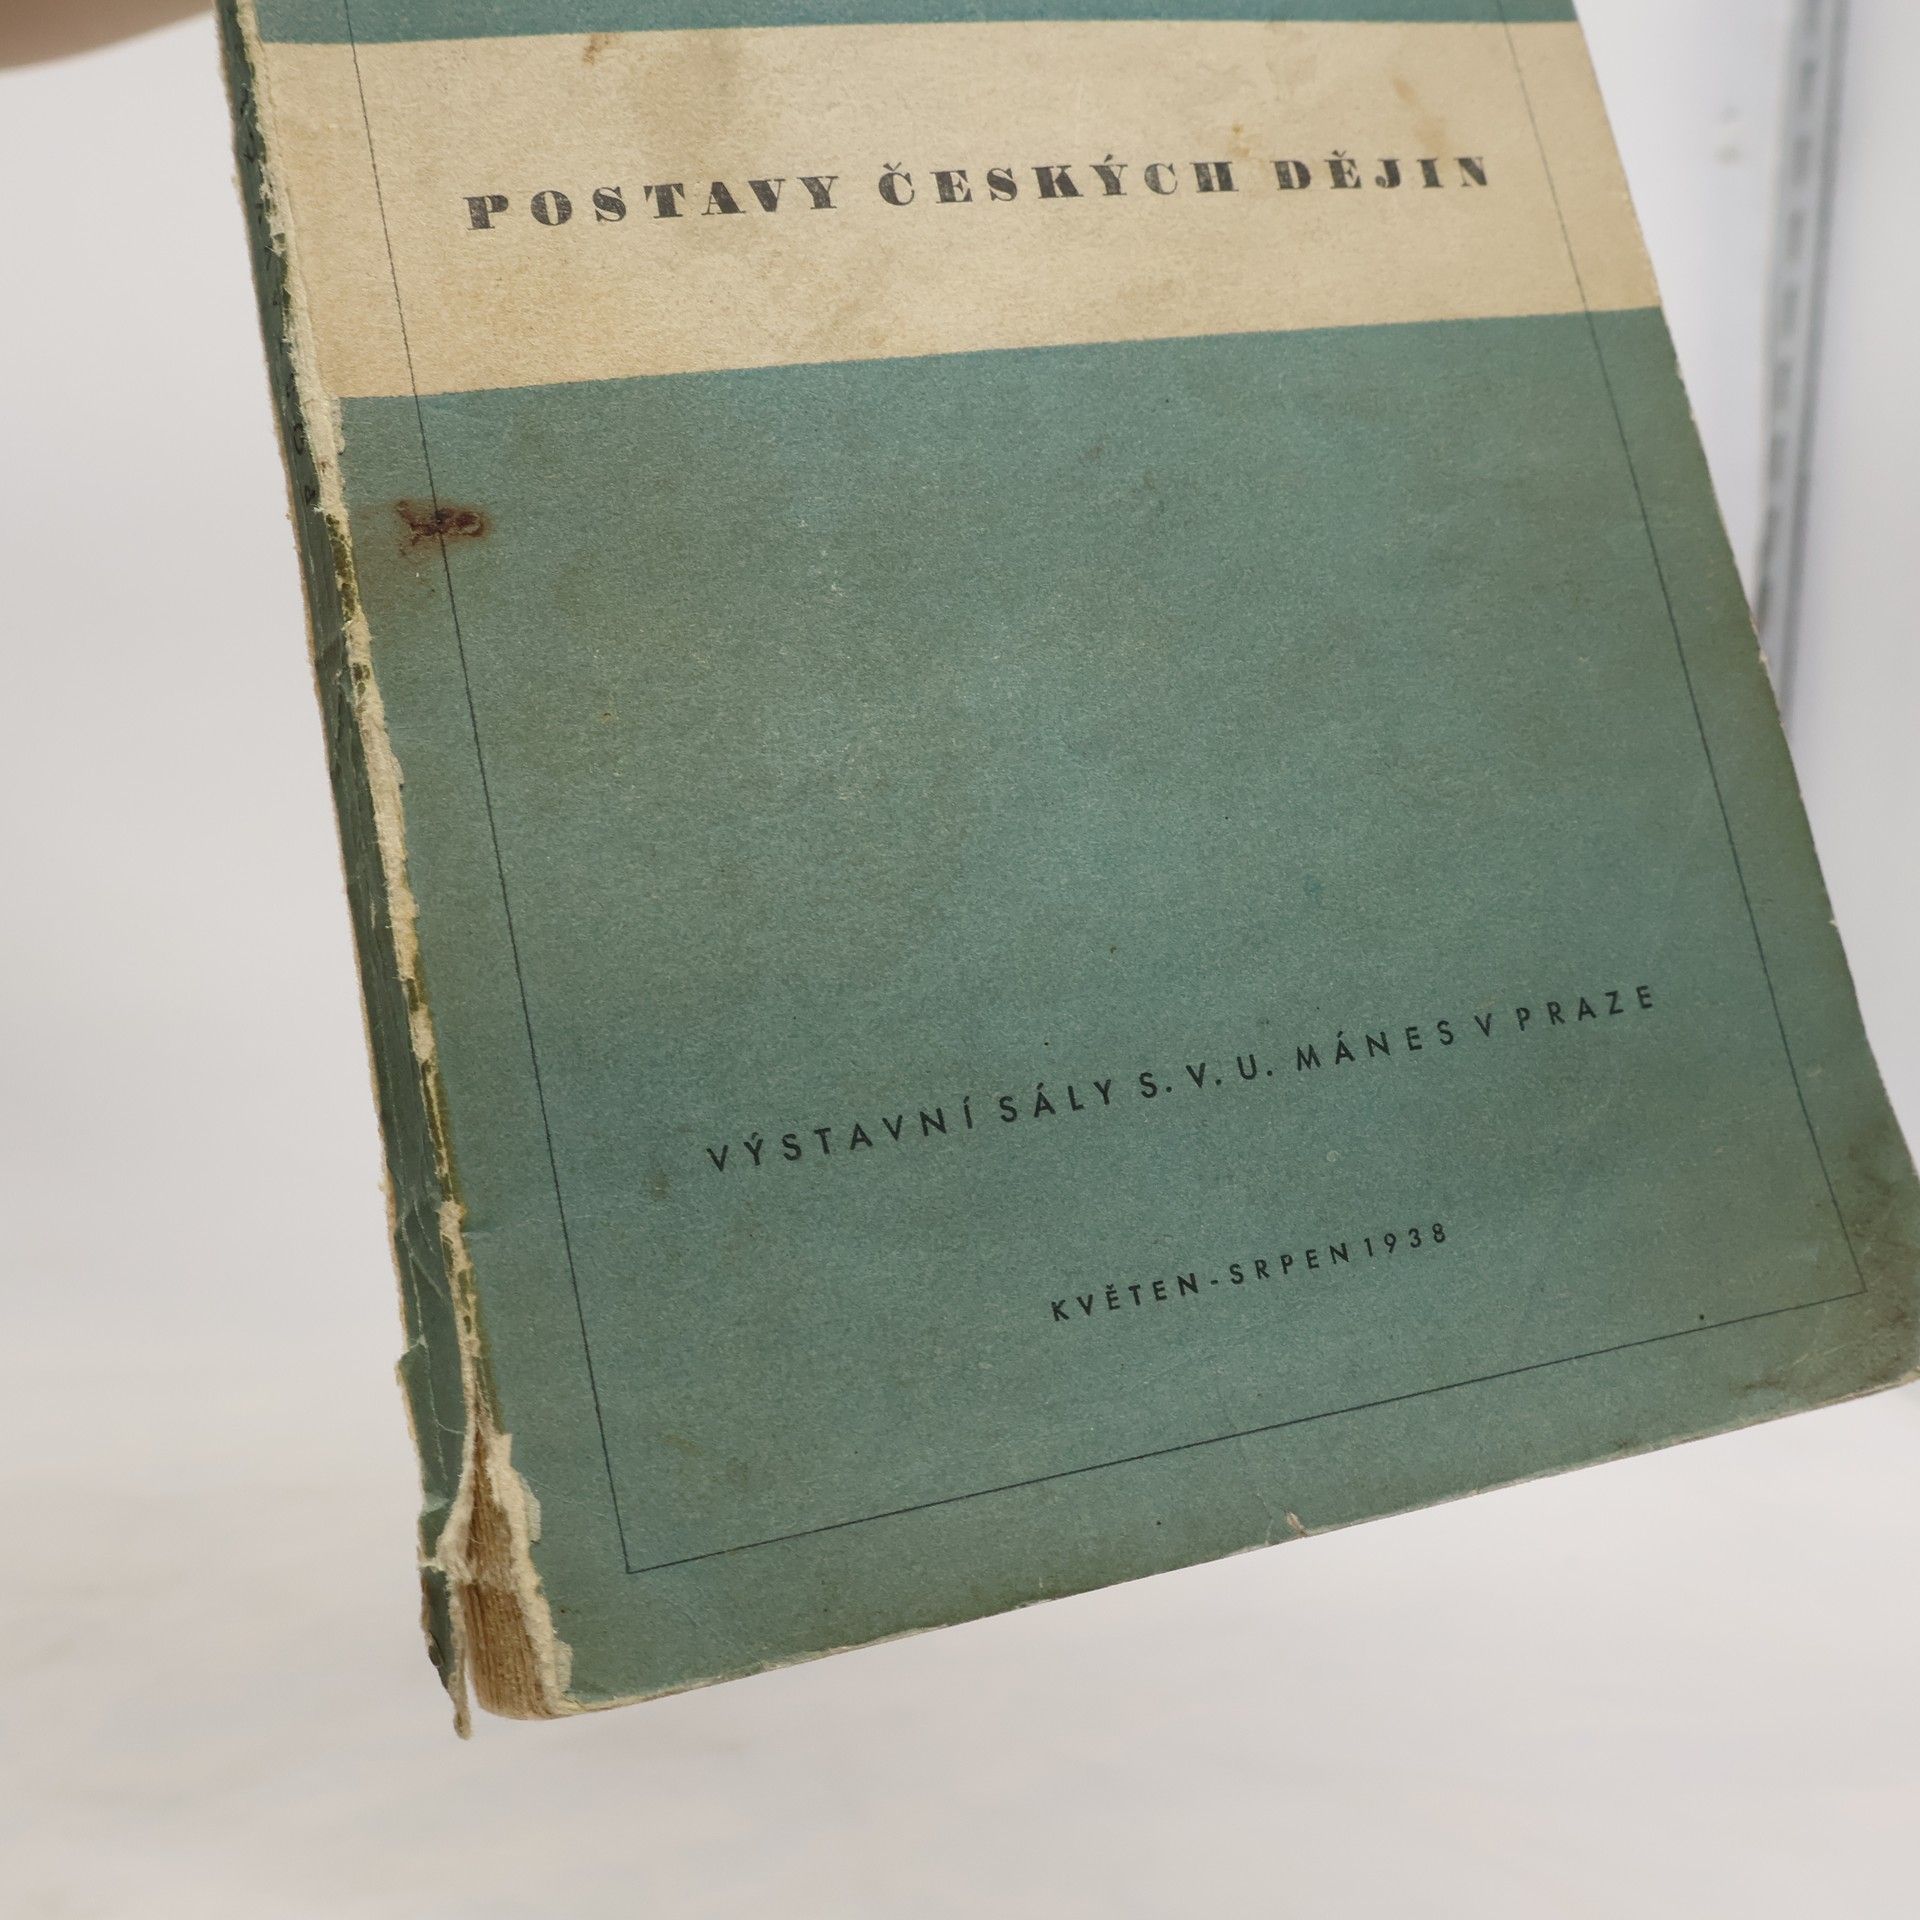 POSTAVY ČESKÝCH DĚJIN
VÝSTAVNÍ SÁLY S. V. U. MÁNES V PRAZE
KVĚTEN - SRPEN 1938